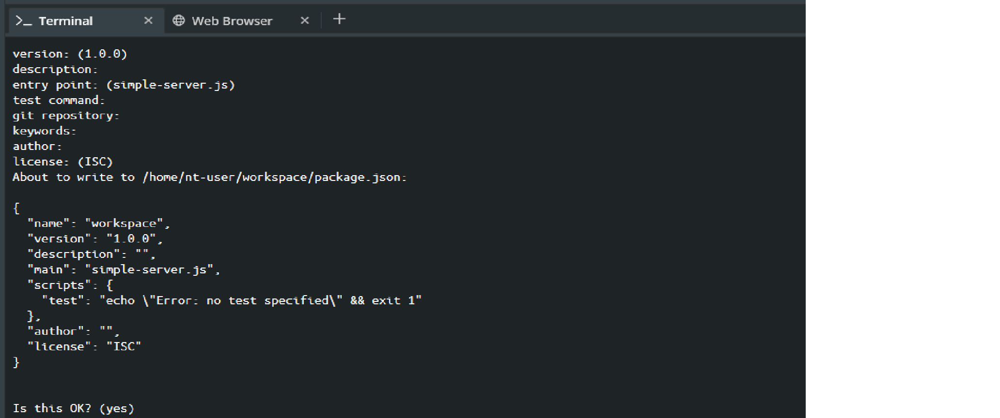 >_ Terminal × Web Browser × +
version: (1.0.0)
description:
entry point: (simple-server.js)
test command:
git repository:
keywords:
author:
license: (ISC)
About to write to /home/nt-user/workspace/package.json:
{
  "name": "workspace",
  "version": "1.0.0",
  "description": "",
  "main": "simple-server.js",
  "scripts": {
    "test": "echo \"Error: no test specified\" && exit 1"
  },
  "author": "",
  "license": "ISC"
}
Is this OK? (yes)